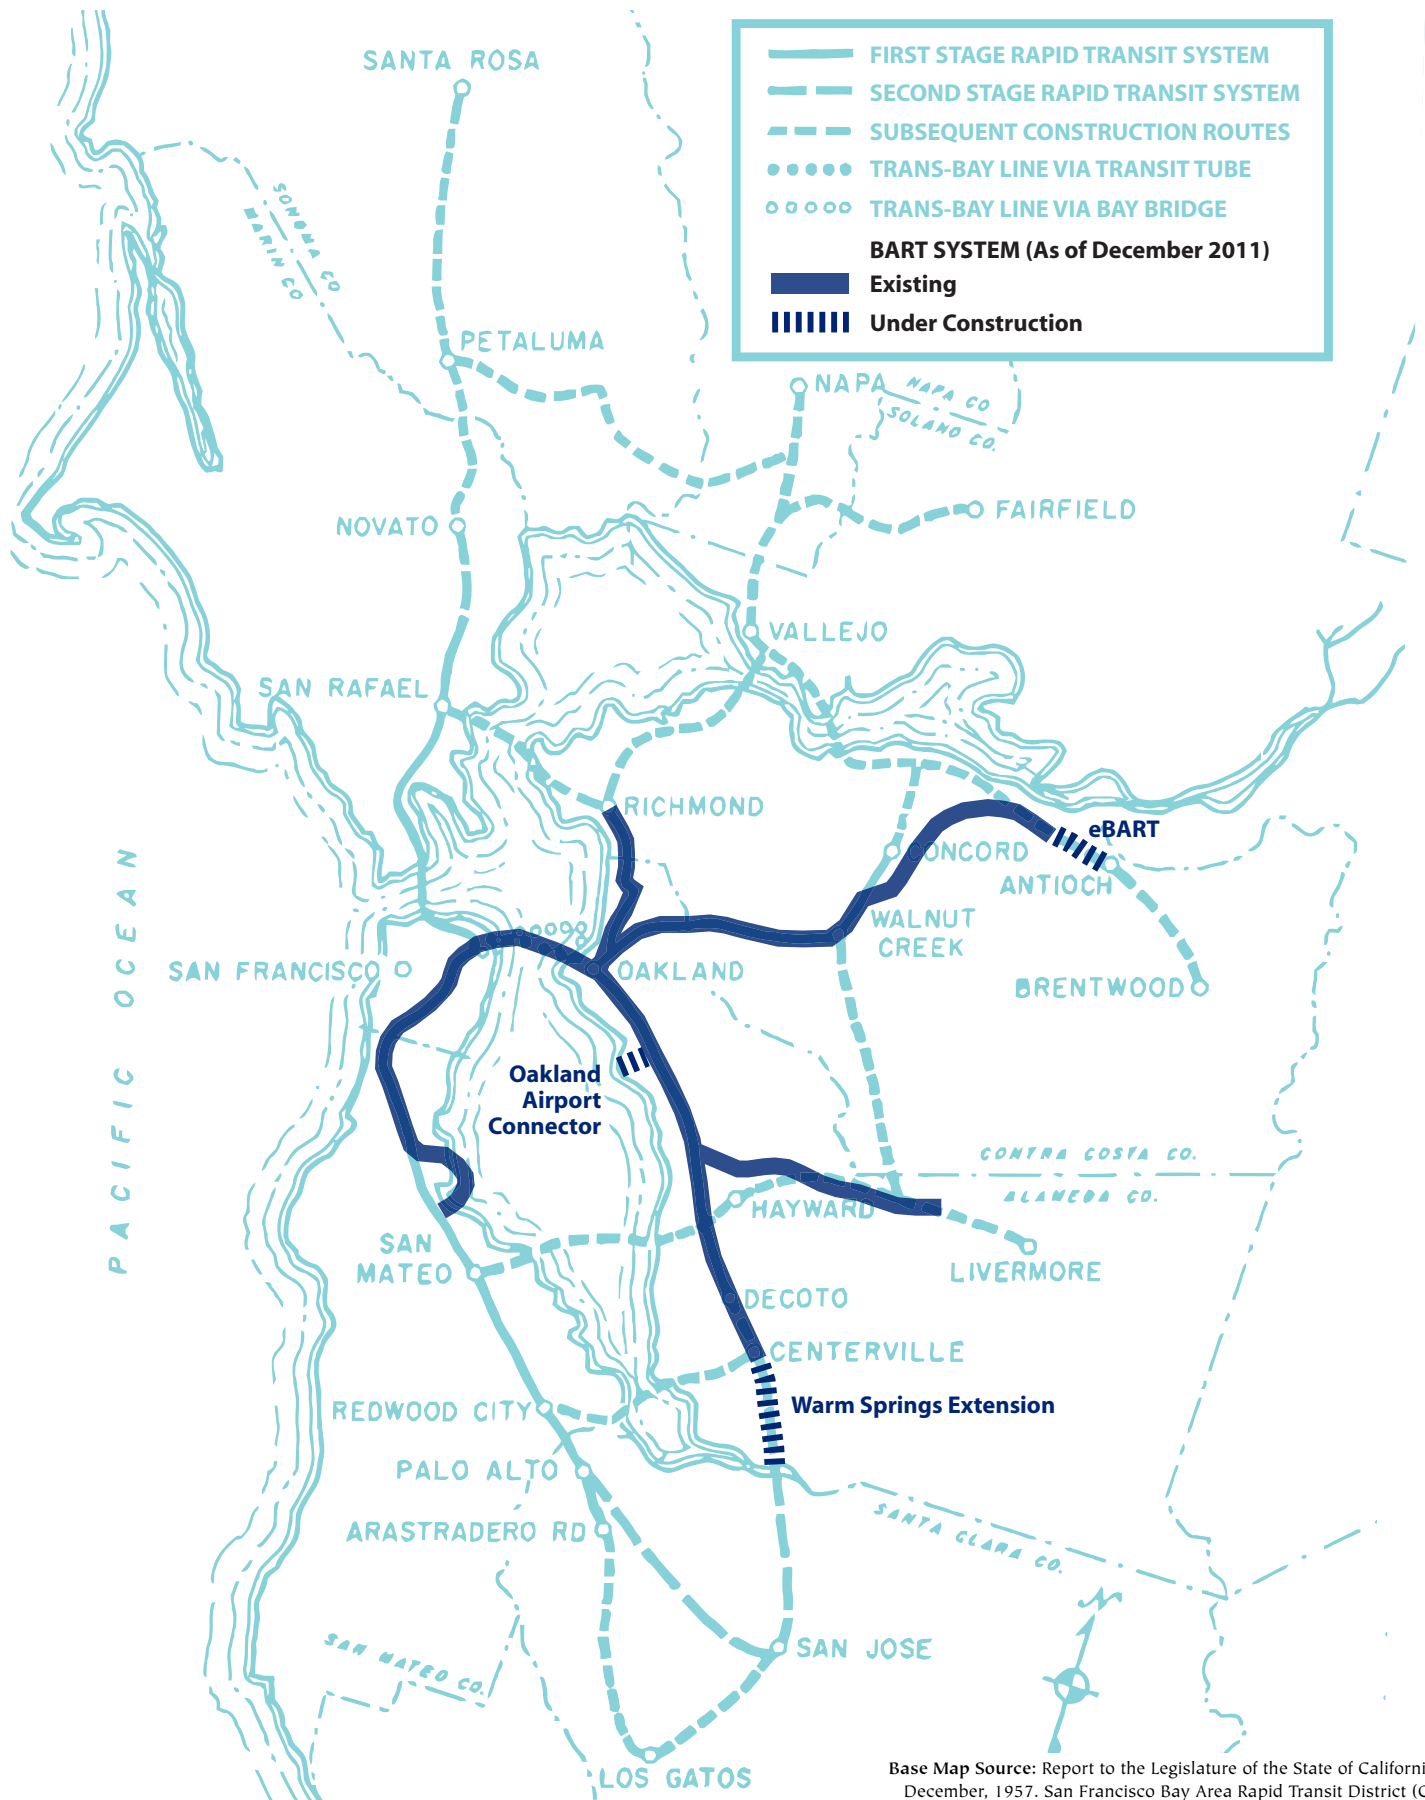 FIRST STAGE RAPID TRANSIT SYSTEM
SECOND STAGE RAPID TRANSIT SYSTEM
SUBSEQUENT CONSTRUCTION ROUTES
TRANS-BAY LINE VIA TRANSIT TUBE
TRANS-BAY LINE VIA BAY BRIDGE
BART SYSTEM (As of December 2011)
Existing
Under Construction
SANTA ROSA
SONOMA CO
MARIN CO
PETALUMA
NAPA
NAPA CO
SOLANO CO.
NOVATO
FAIRFIELD
VALLEJO
SAN RAFAEL
RICHMOND
eBART
CONCORD
ANTIOCH
WALNUT
CREEK
SAN FRANCISCO
OAKLAND
BRENTWOOD
PACIFIC OCEAN
Oakland
Airport
Connector
CONTRA COSTA CO.
ALAMEDA CO.
HAYWARD
SAN
MATEO
LIVERMORE
DECOTO
CENTERVILLE
Warm Springs Extension
REDWOOD CITY
PALO ALTO
ARASTRADERO RD
SANTA CLARA CO.
N
SAN MATEO CO.
SAN JOSE
LOS GATOS
Base Map Source: Report to the Legislature of the State of Californi
December, 1957. San Francisco Bay Area Rapid Transit District (